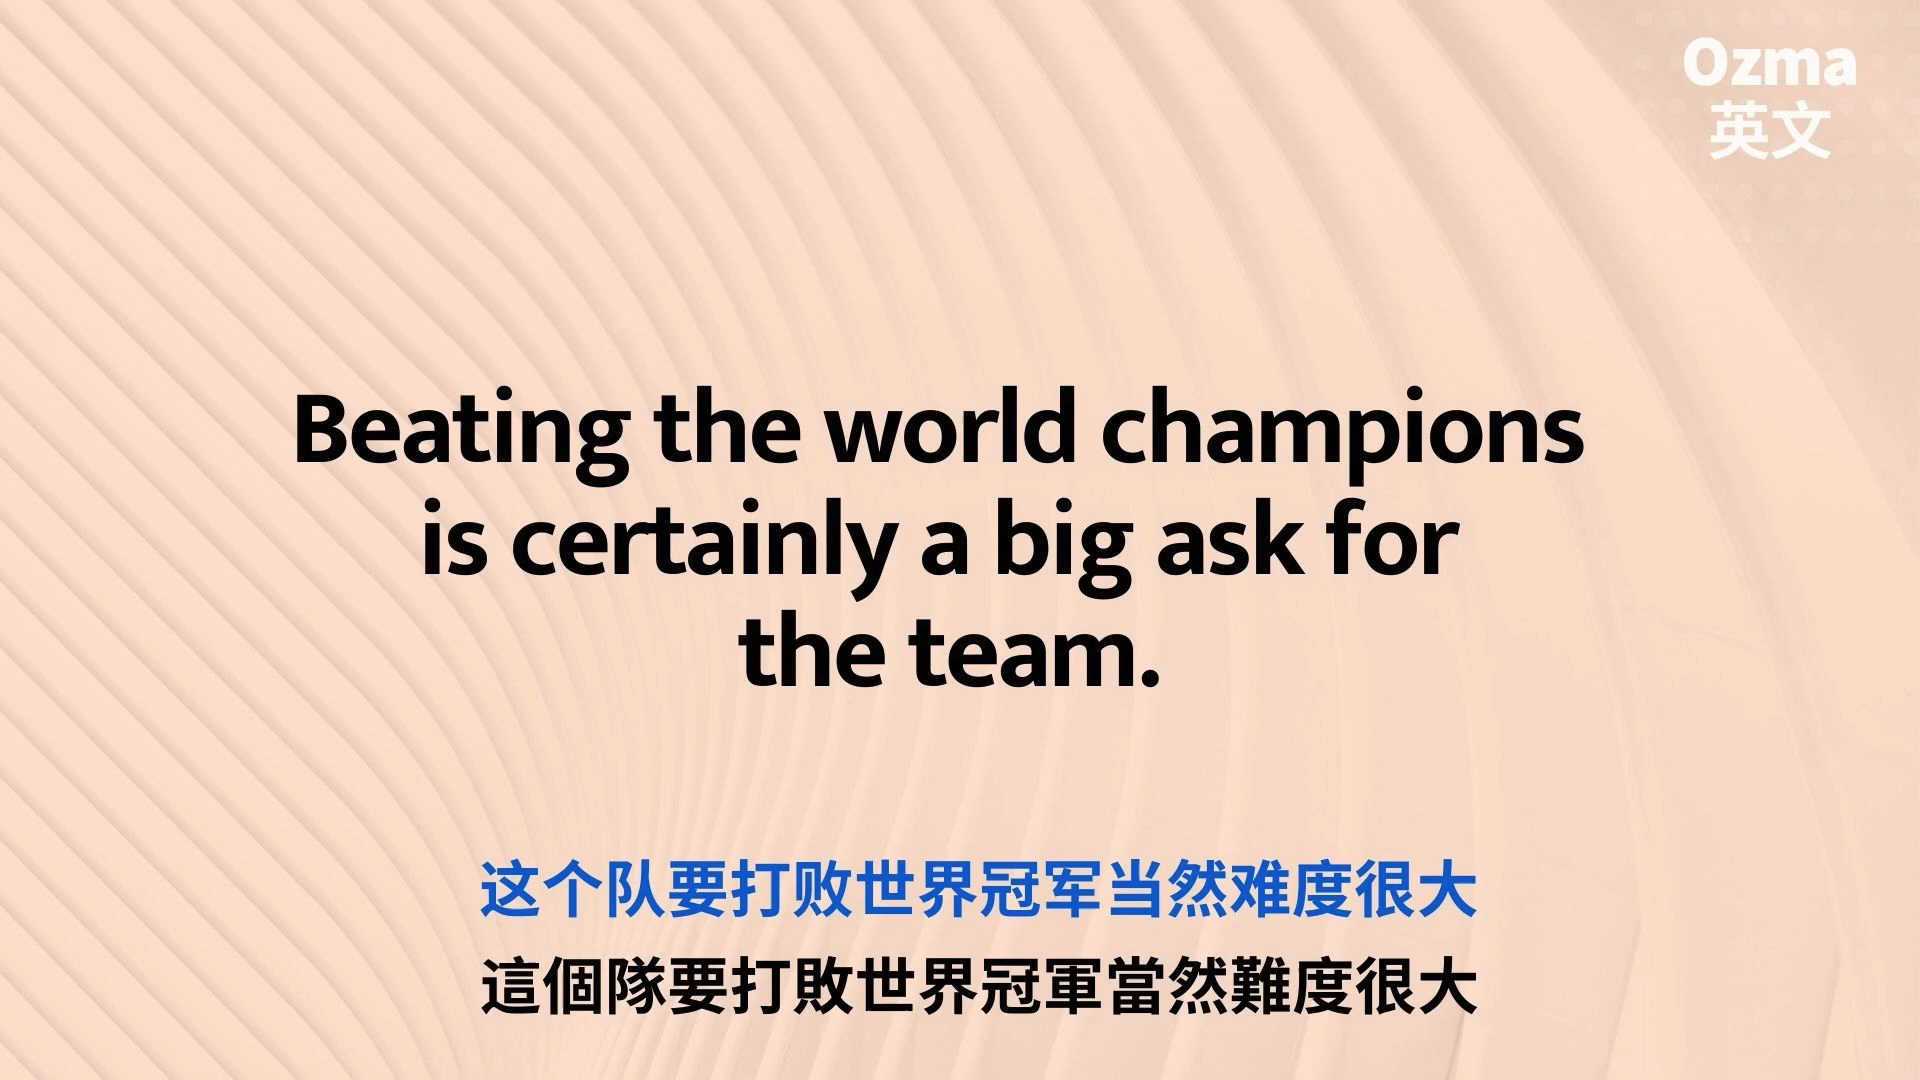 Ozma
英文
Beating the world champions
is certainly a big ask for
the team.
这个队要打败世界冠军当然难度很大
這個隊要打敗世界冠軍當然難度很大